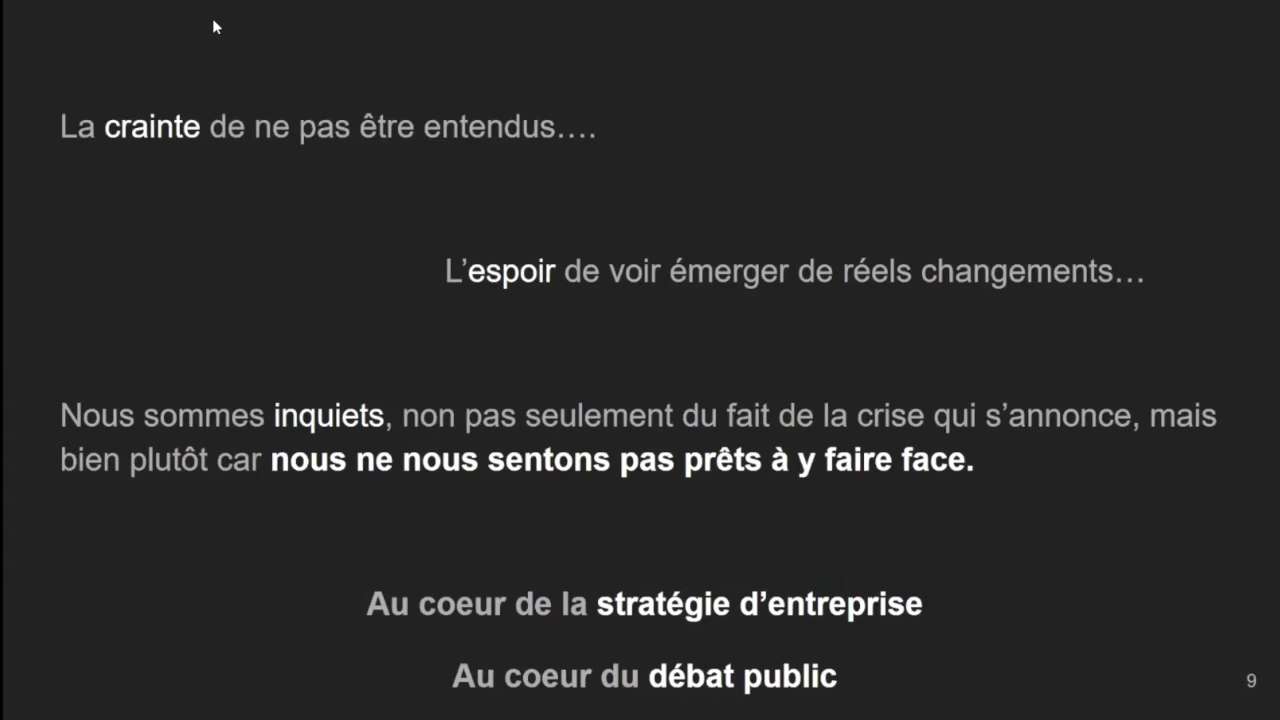 La crainte de ne pas être entendus....
L’espoir de voir émerger de réels changements…
Nous sommes inquiets, non pas seulement du fait de la crise qui s’annonce, mais
bien plutôt car nous ne nous sentons pas prêts à y faire face.
Au coeur de la stratégie d’entreprise
Au coeur du débat public
9